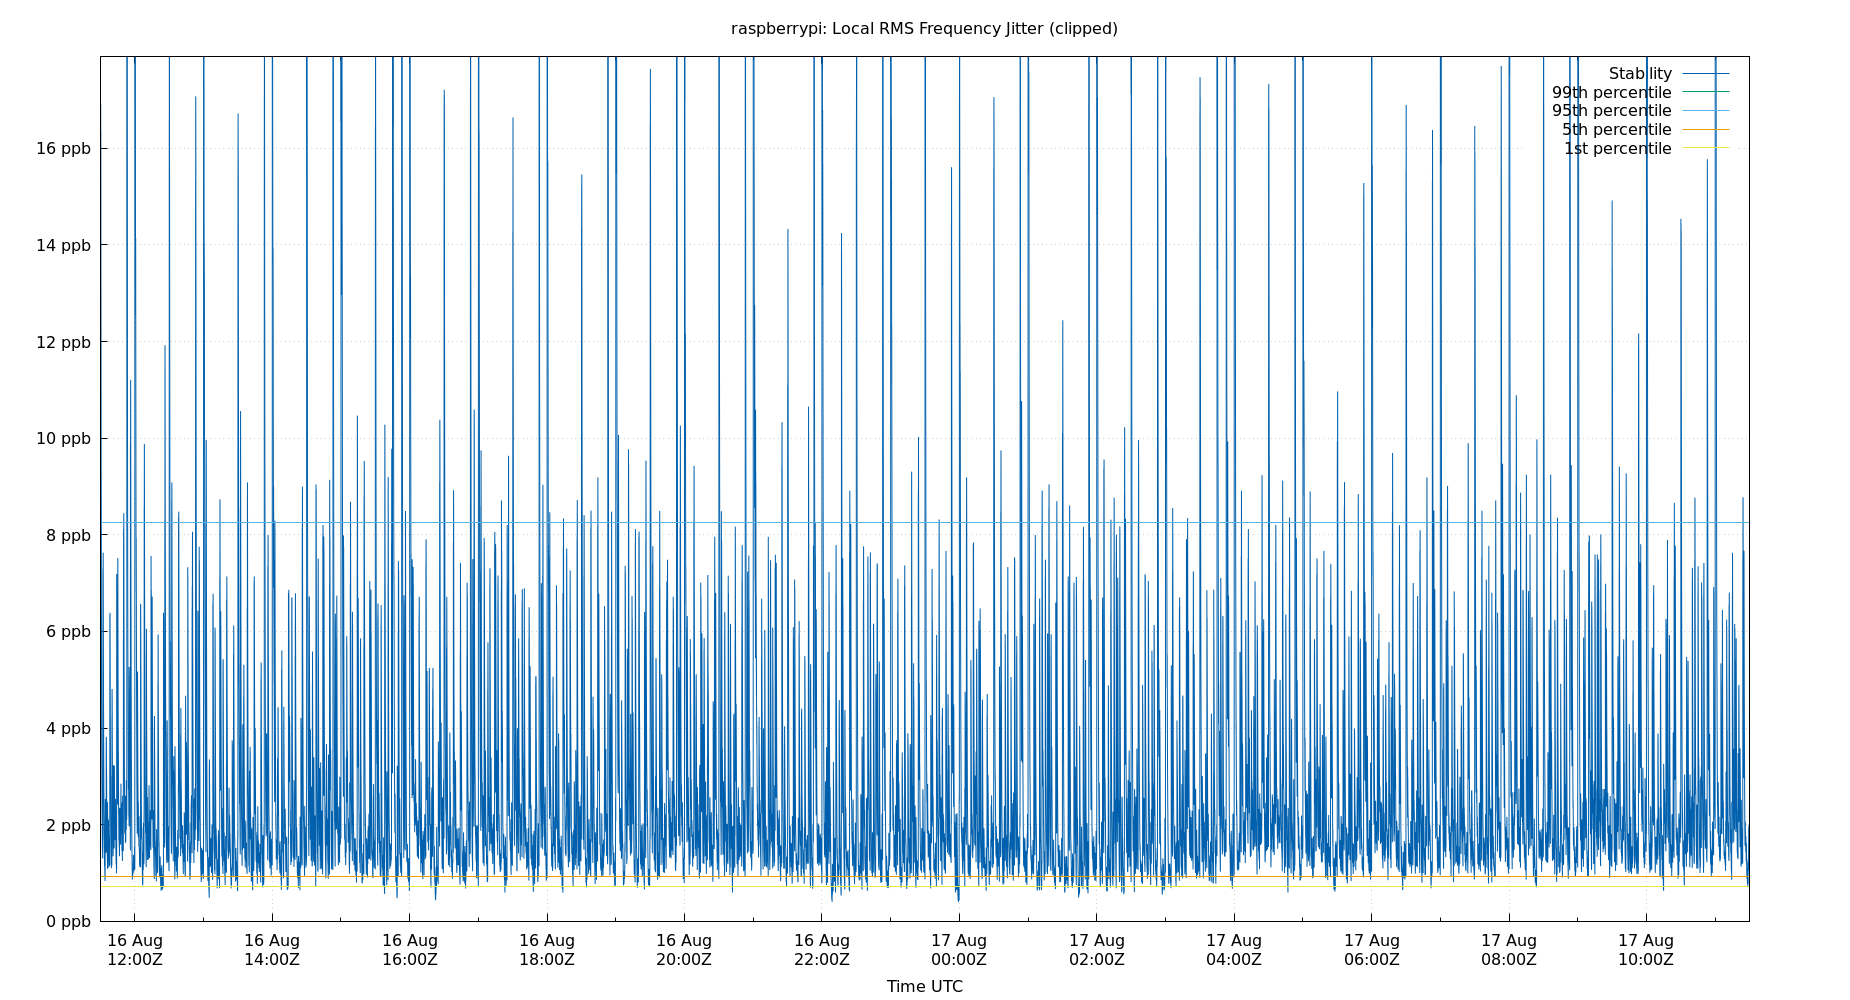 raspberrypi: Local RMS Frequency Jitter (clipped)
Stability
99th percentile
95th percentile
5th percentile
1st percentile
16 ppb
14 ppb
12 ppb
10 ppb
8 ppb
6 ppb
4 ppb
2 ppb
0 ppb
16 Aug 16 Aug 16 Aug 16 Aug 16 Aug 16 Aug 17 Aug 17 Aug 17 Aug 17 Aug 17 Aug 17 Aug
12:00Z 14:00Z 16:00Z 18:00Z 20:00Z 22:00Z 00:00Z 02:00Z 04:00Z 06:00Z 08:00Z 10:00Z
Time UTC